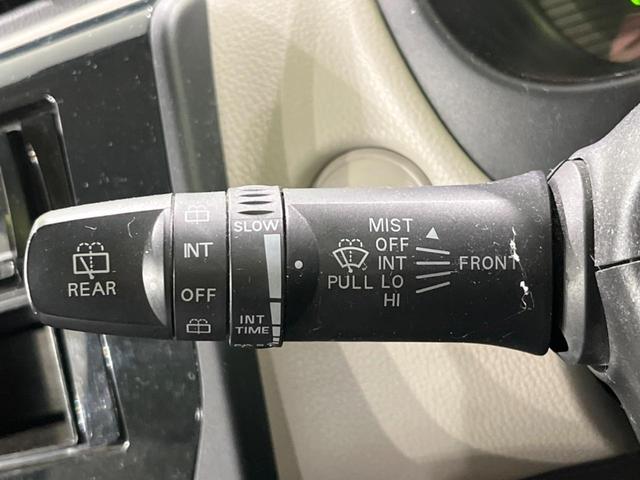 REAR
INT
OFF
SLOW
INT
TIME
MIST
OFF
INT
LO
HI
PULL
FRONT